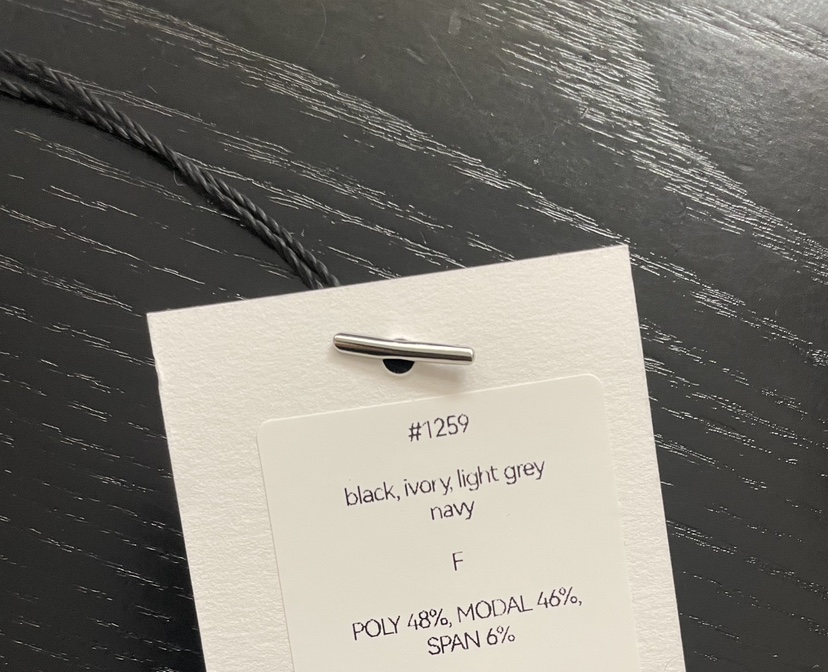 #1259
black, ivory, light grey
navy
F
POLY 48%, MODAL 46%,
SPAN 6%